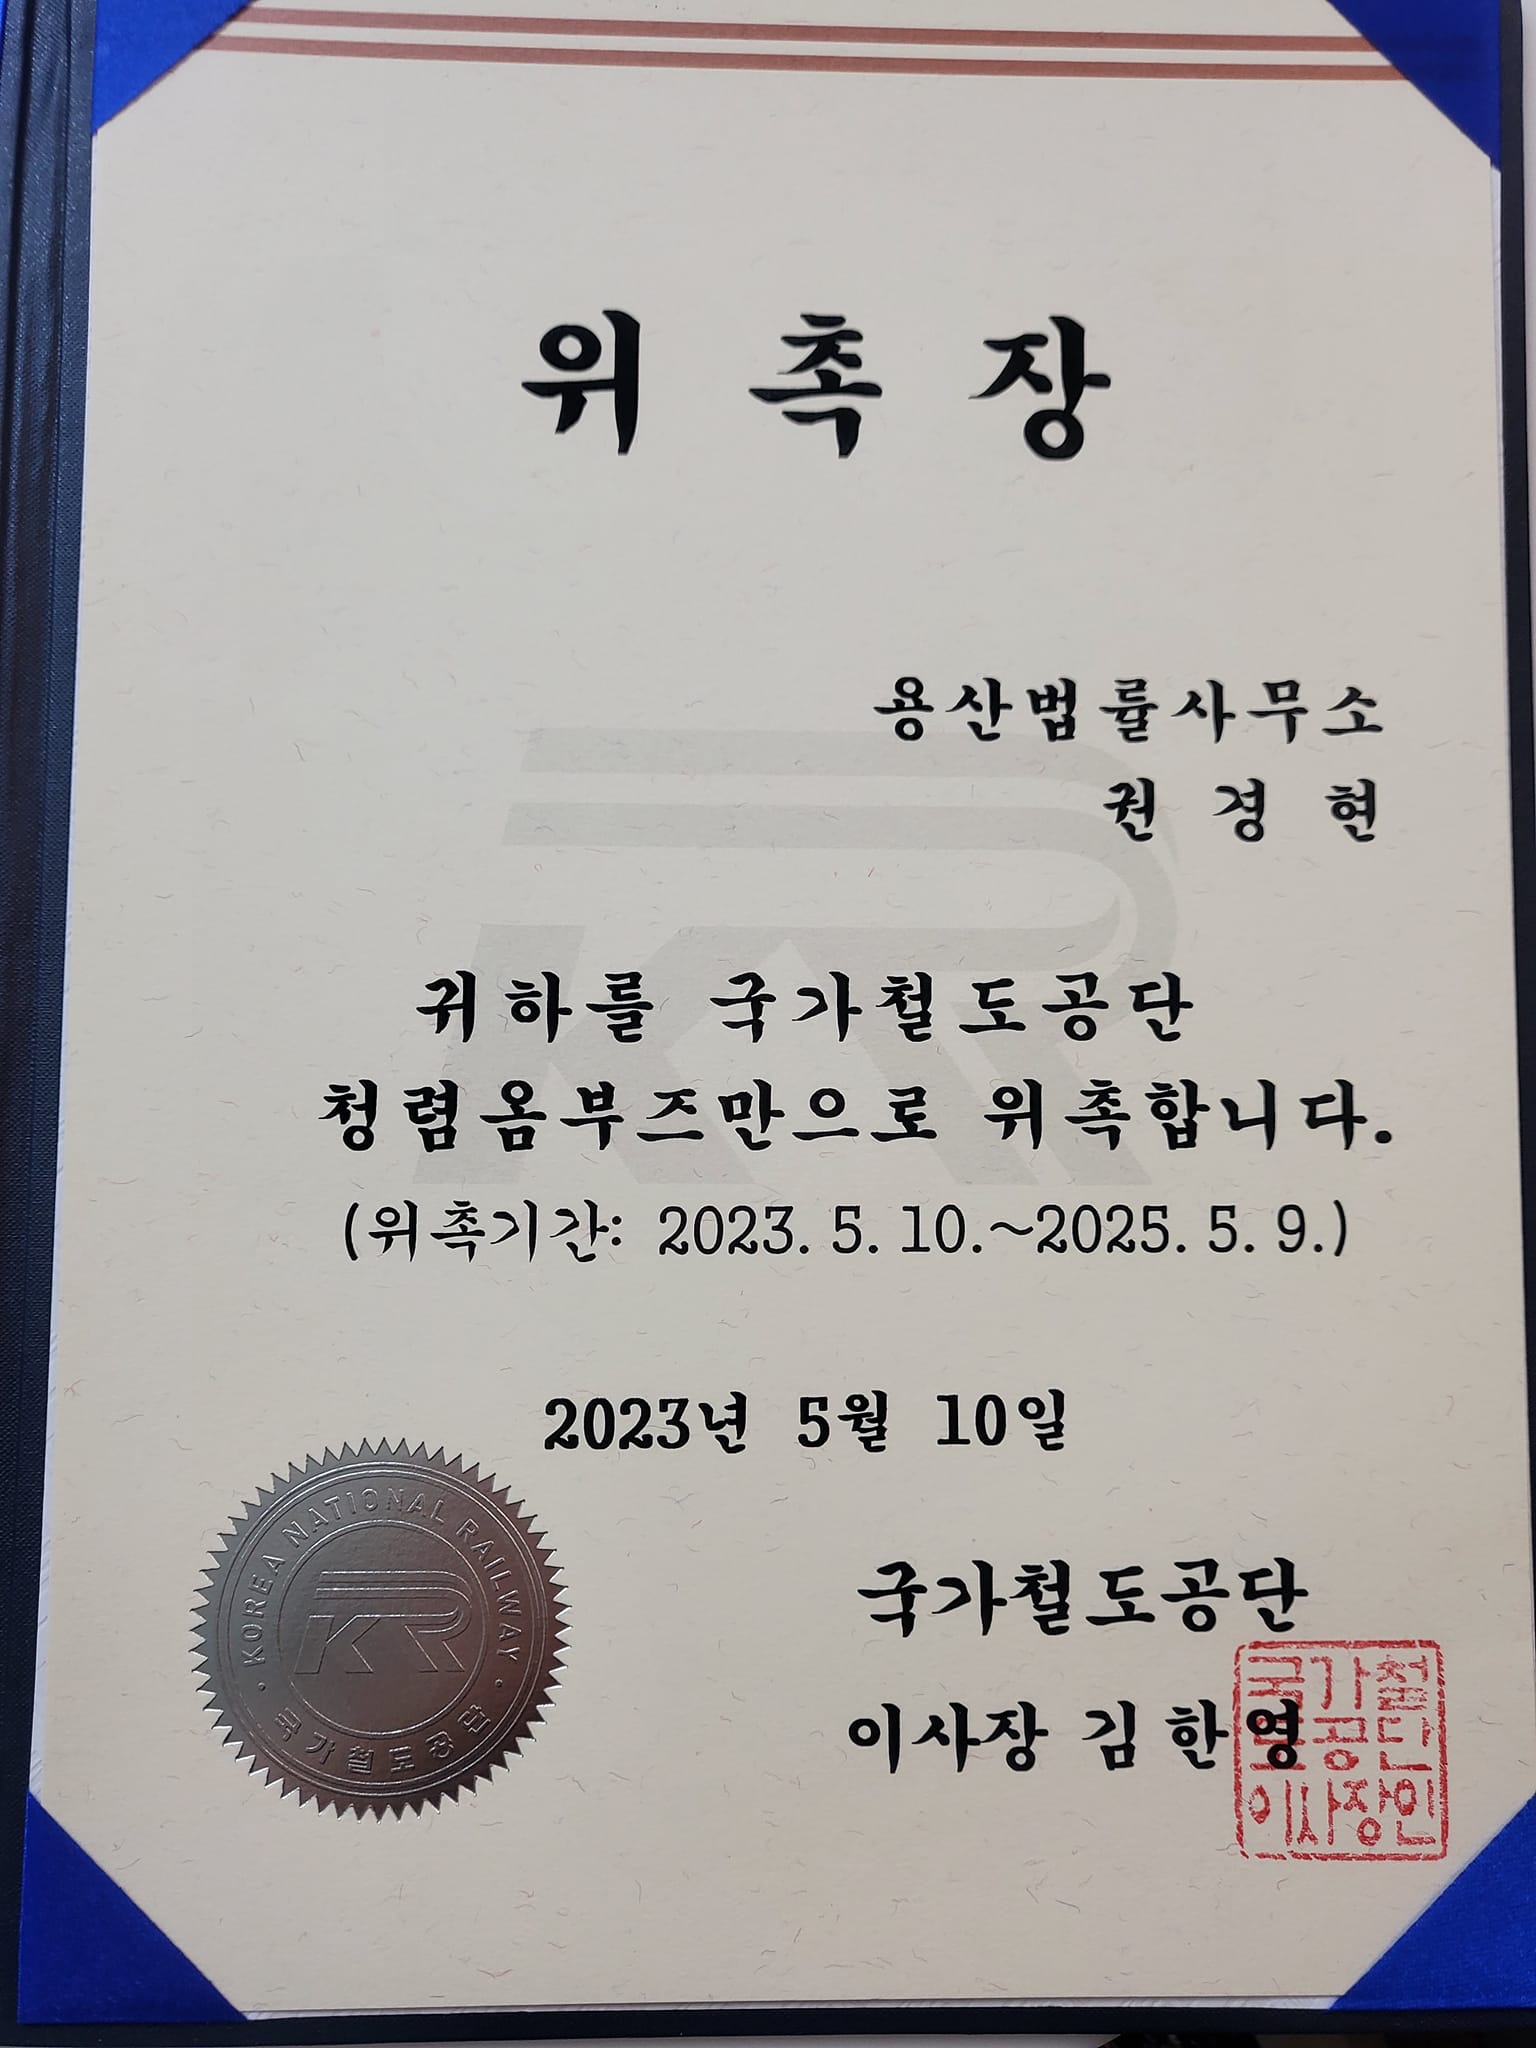 위 촉 장
용산법률사무소
권 경 현
귀하를 국가철도공단
청렴옴부즈만으로 위촉합니다.
(위촉기간: 2023. 5. 10.~2025. 5. 9.)
2023년 5월 10일
국가철도공단
이사장 김한영
KOREA NATIONAL RAILWAY
KR
국가철도공단
국가철
도공단
이사장인